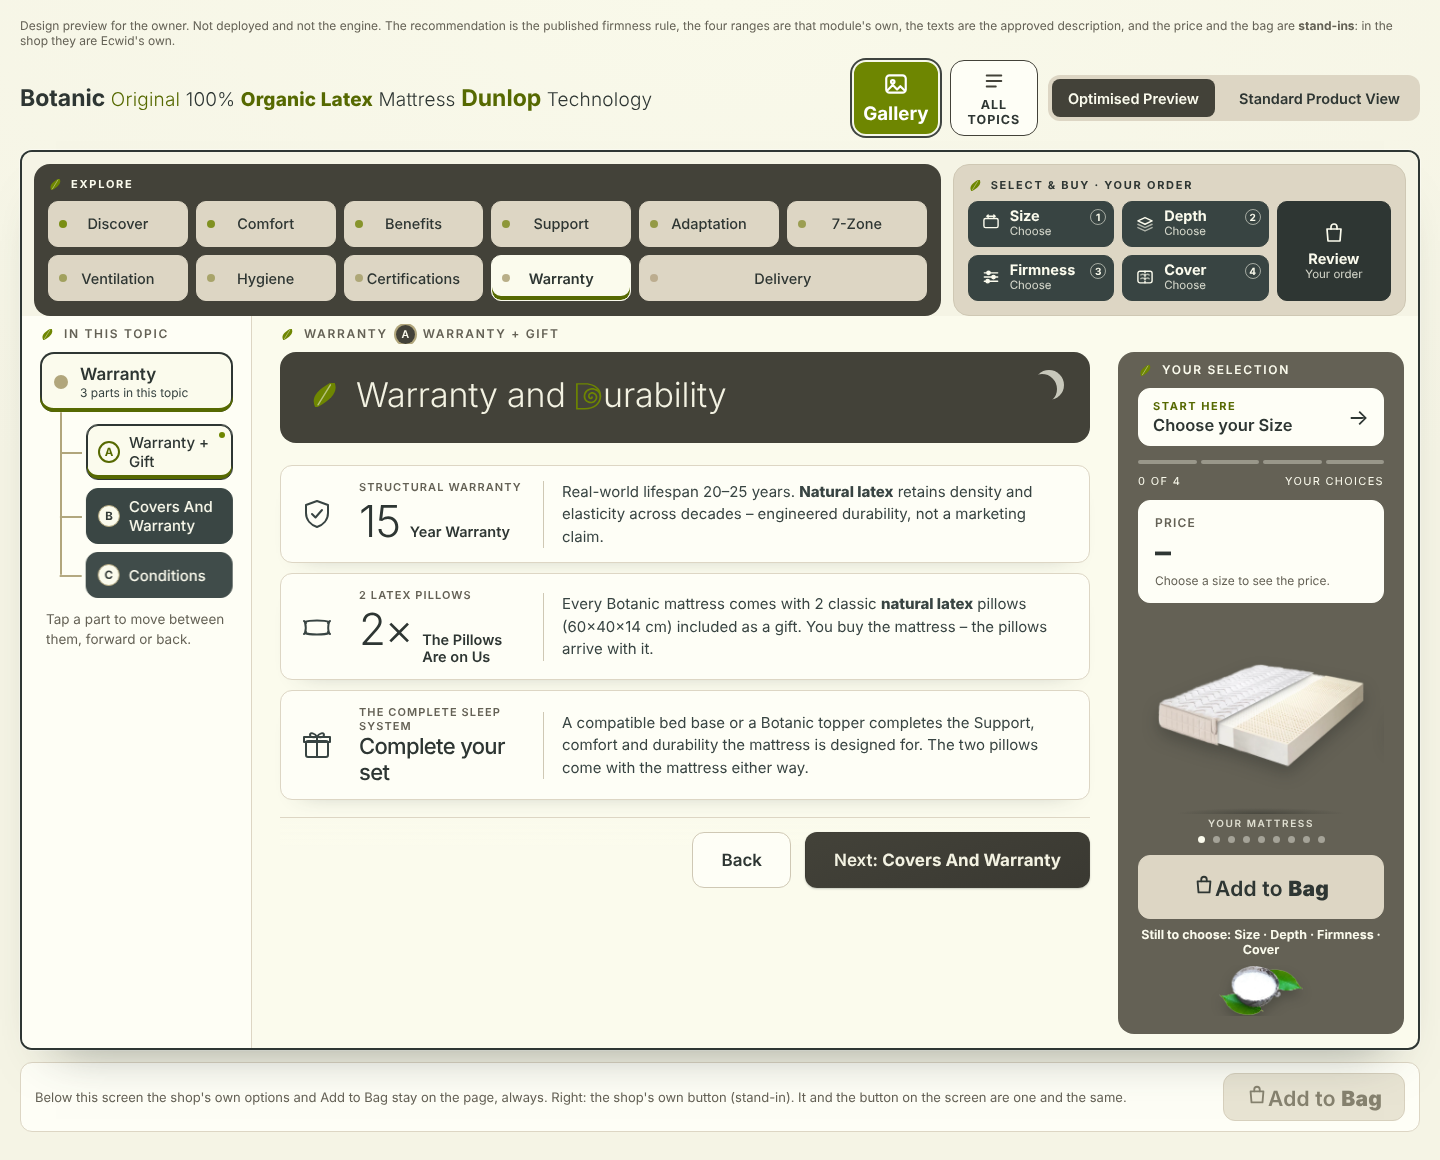 Design preview for the owner. Not deployed and not the engine. The recommendation is the published firmness rule, the four ranges are that module's own, the texts are the approved description, and the price and the bag are stand-ins: in the
shop they are Ecwid's own.
Botanic Original 100% Organic Latex Mattress Dunlop Technology
Gallery
ALL
TOPICS
Optimised Preview
Standard Product View
EXPLORE
Discover
Comfort
Benefits
Support
Adaptation
7-Zone
Ventilation
Hygiene
Certifications
Warranty
Delivery
SELECT & BUY · YOUR ORDER
Size
Choose
1
Depth
Choose
2
Firmness
Choose
3
Cover
Choose
4
Review
Your order
IN THIS TOPIC
Warranty
3 parts in this topic
A
Warranty +
Gift
B
Covers And
Warranty
C
Conditions
Tap a part to move between
them, forward or back.
WARRANTY A WARRANTY + GIFT
Warranty and Durability
STRUCTURAL WARRANTY
15 Year Warranty
Real-world lifespan 20–25 years. Natural latex retains density and
elasticity across decades – engineered durability, not a marketing
claim.
2 LATEX PILLOWS
2× The Pillows
Are on Us
Every Botanic mattress comes with 2 classic natural latex pillows
(60×40×14 cm) included as a gift. You buy the mattress – the pillows
arrive with it.
THE COMPLETE SLEEP
SYSTEM
Complete your
set
A compatible bed base or a Botanic topper completes the Support,
comfort and durability the mattress is designed for. The two pillows
come with the mattress either way.
Back
Next: Covers And Warranty
YOUR SELECTION
START HERE
Choose your Size
0 OF 4
YOUR CHOICES
PRICE
–
Choose a size to see the price.
YOUR MATTRESS
Add to Bag
Still to choose: Size · Depth · Firmness ·
Cover
Below this screen the shop's own options and Add to Bag stay on the page, always. Right: the shop's own button (stand-in). It and the button on the screen are one and the same.
Add to Bag